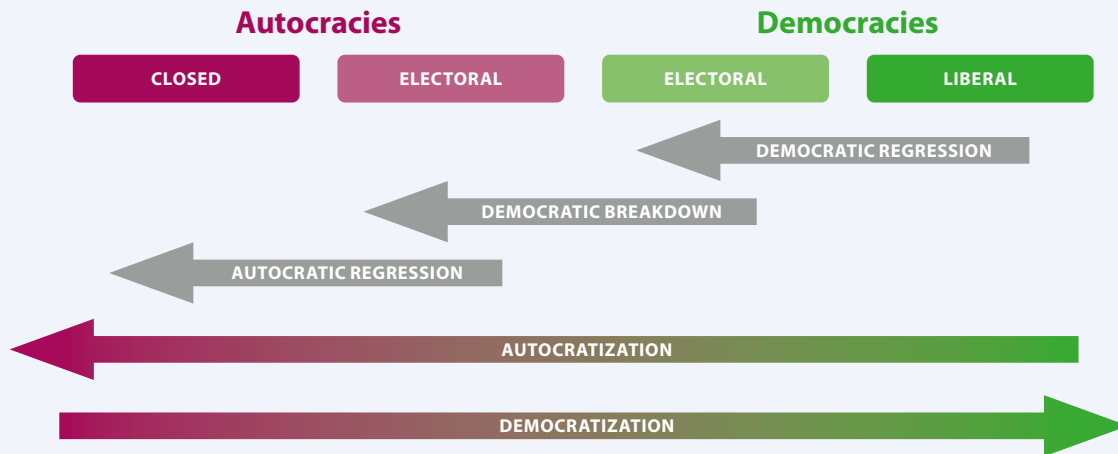 Autocracies
Democracies
CLOSED
ELECTORAL
ELECTORAL
LIBERAL
DEMOCRATIC REGRESSION
DEMOCRATIC BREAKDOWN
AUTOCRATIC REGRESSION
AUTOCRATIZATION
DEMOCRATIZATION